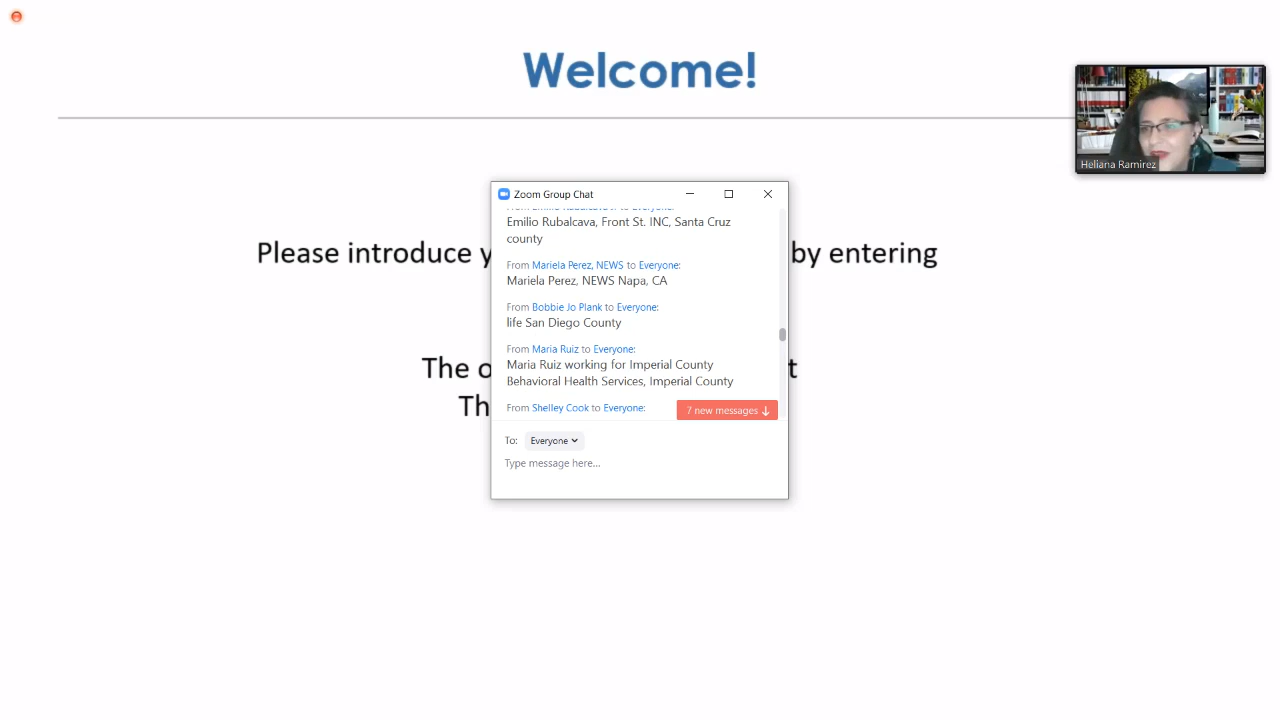 Welcome!
Heliana Ramirez
Please introduce y
by entering
The o
t
Th
Zoom Group Chat
Emilio Rubalcava, Front St. INC, Santa Cruz
county
From Mariela Perez, NEWS to Everyone:
Mariela Perez, NEWS Napa, CA
From Bobbie Jo Plank to Everyone:
life San Diego County
From Maria Ruiz to Everyone:
Maria Ruiz working for Imperial County
Behavioral Health Services, Imperial County
From Shelley Cook to Everyone:
7 new messages
To: Everyone
Type message here...